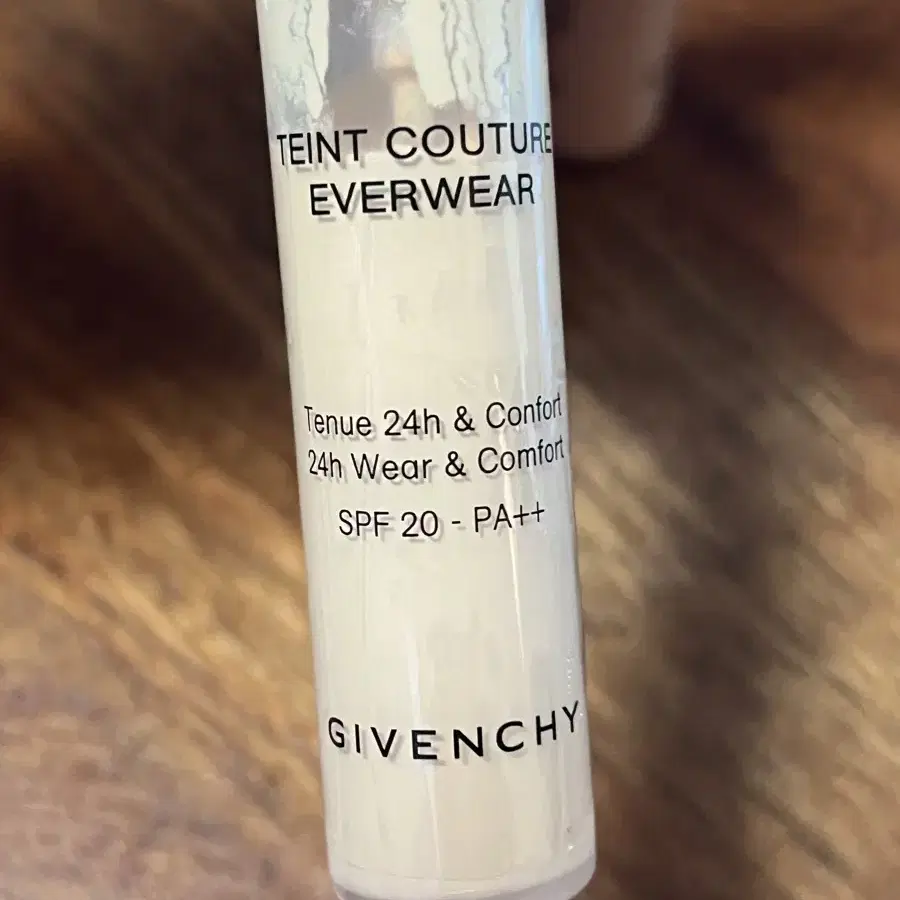 TEINT COUTURE
EVERWEAR
Tenue 24h & Confort
24h Wear & Comfort
SPF 20 - PA++
GIVENCHY